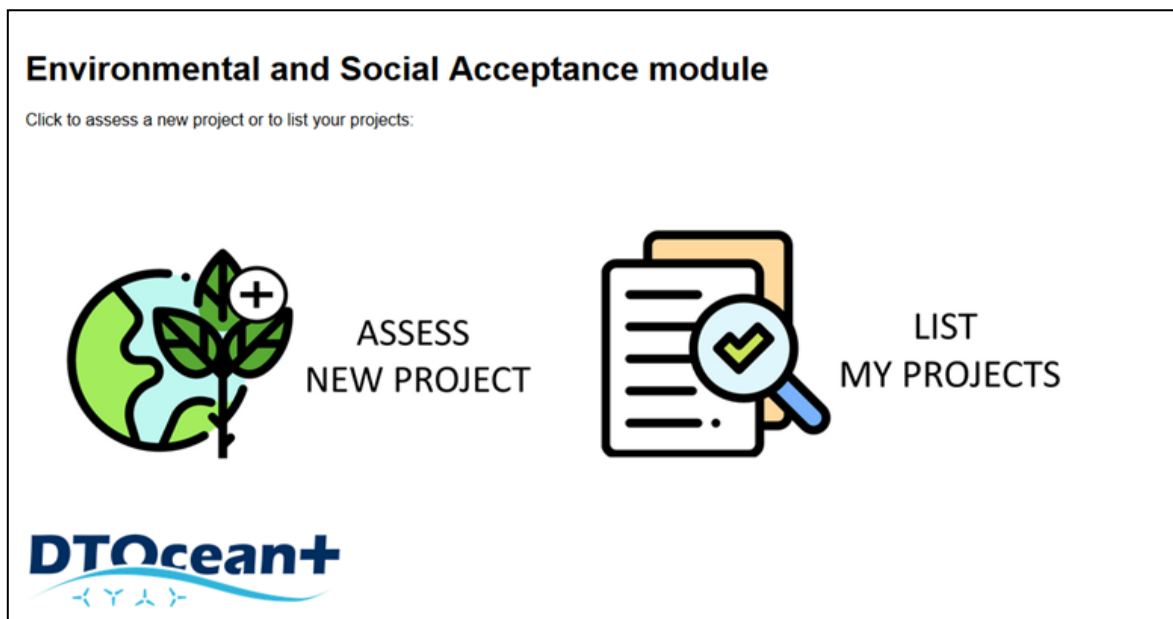 Environmental and Social Acceptance module
Click to assess a new project or to list your projects:
ASSESS
NEW PROJECT
LIST
MY PROJECTS
DTOcean+